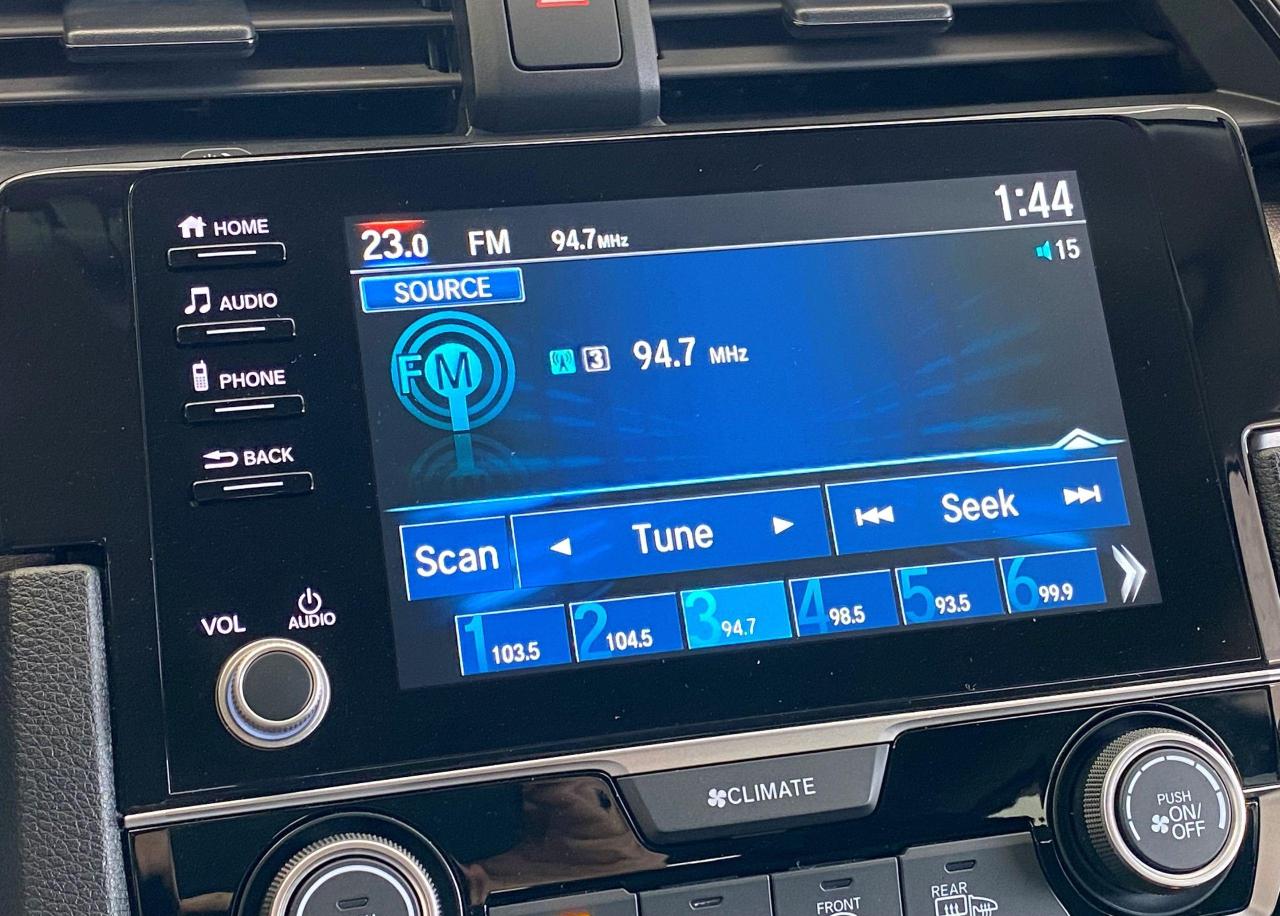 HOME
AUDIO
PHONE
BACK
VOL
AUDIO
23.0 FM 94.7 MHz 1:44
15
SOURCE
FM
3 94.7 MHz
Scan Tune Seek
1 103.5 2 104.5 3 94.7 4 98.5 5 93.5 6 99.9
CLIMATE
PUSH
ON/
OFF
FRONT
REAR